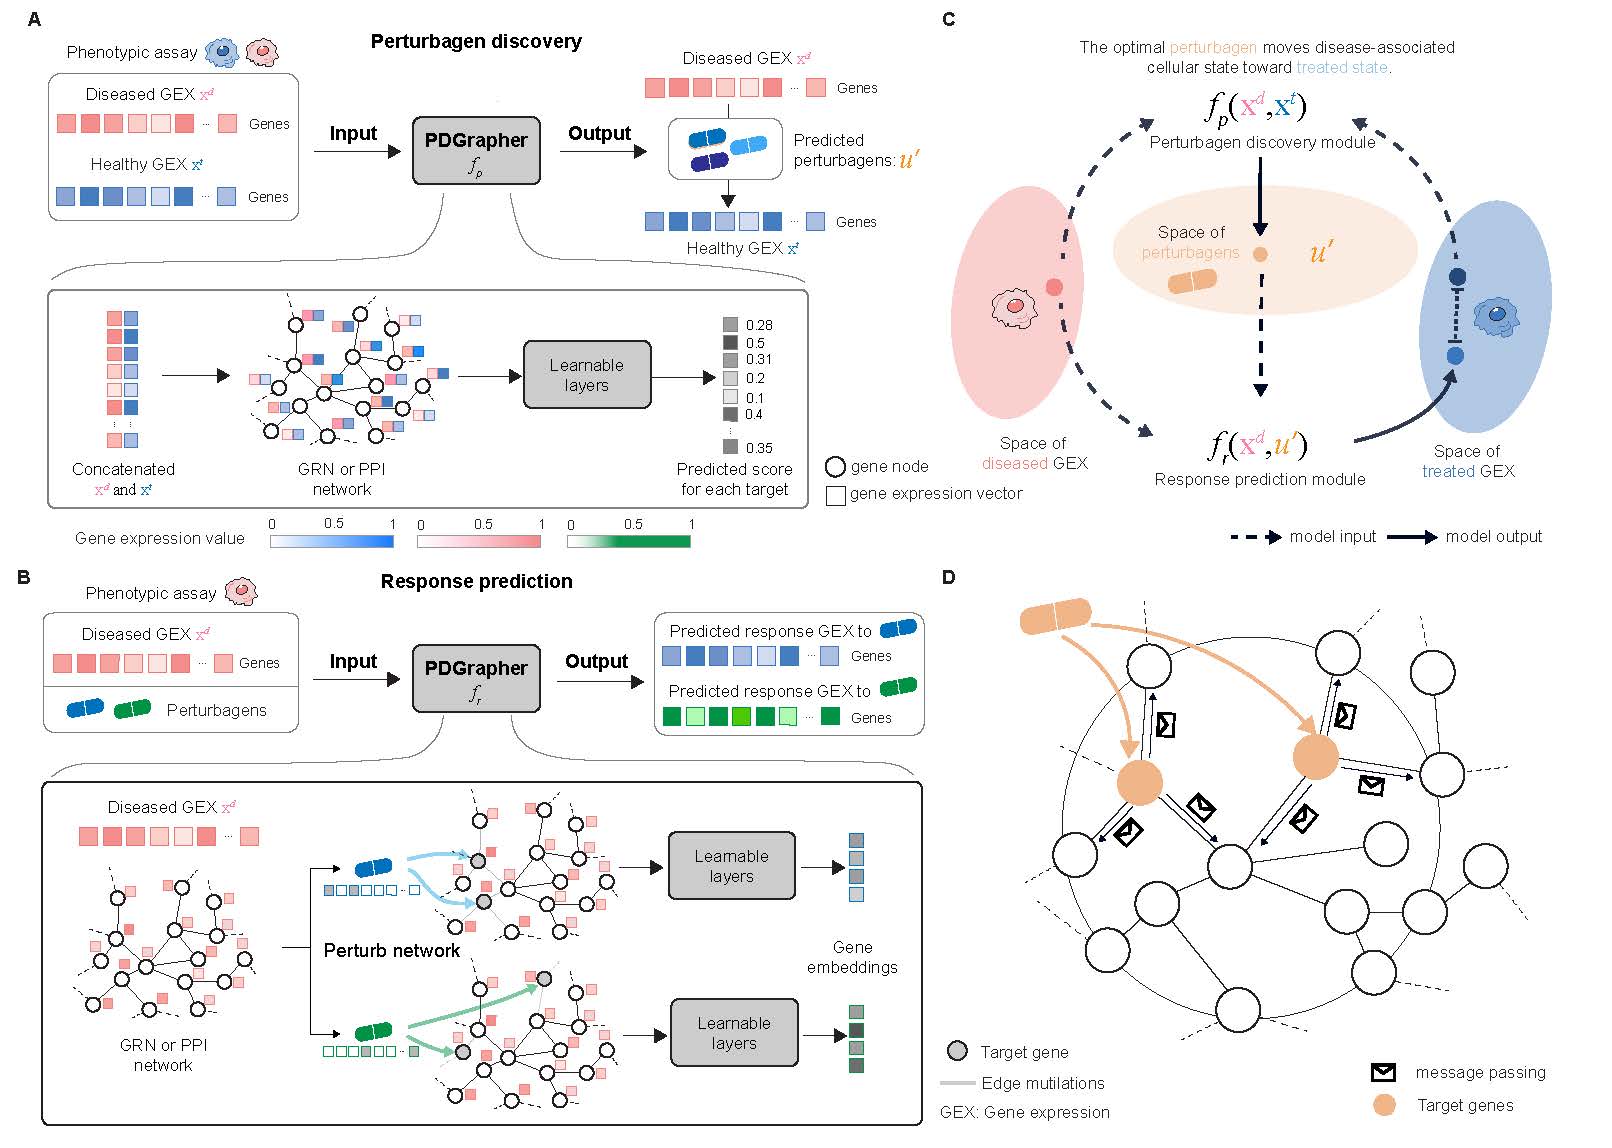 A
Perturbagen discovery
Phenotypic assay
Diseased GEX x^d
Genes
Healthy GEX x^t
Genes
Input
PDGrapher
f_p
Output
Diseased GEX x^d
Genes
Predicted
perturbagens: u′
Genes
Healthy GEX x^t
Concatenated
x^d and x^t
GRN or PPI
network
Learnable
layers
0.28
0.5
0.31
0.2
0.1
0.4
0.35
Predicted score
for each target
gene node
gene expression vector
Gene expression value
0 0.5 1
0 0.5 1
0 0.5 1
B
Response prediction
Phenotypic assay
Diseased GEX x^d
Genes
Perturbagens
Input
PDGrapher
f_r
Output
Predicted response GEX to
Genes
Predicted response GEX to
Genes
Diseased GEX x^d
GRN or PPI
network
Perturb network
Learnable
layers
Learnable
layers
Gene
embeddings
C
The optimal perturbagen moves disease-associated
cellular state toward treated state.
f_p(x^d,x^t)
Perturbagen discovery module
Space of
perturbagens
u′
Space of
diseased GEX
f_r(x^d,u′)
Response prediction module
Space of
treated GEX
model input
model output
D
Target gene
Edge mutilations
GEX: Gene expression
message passing
Target genes